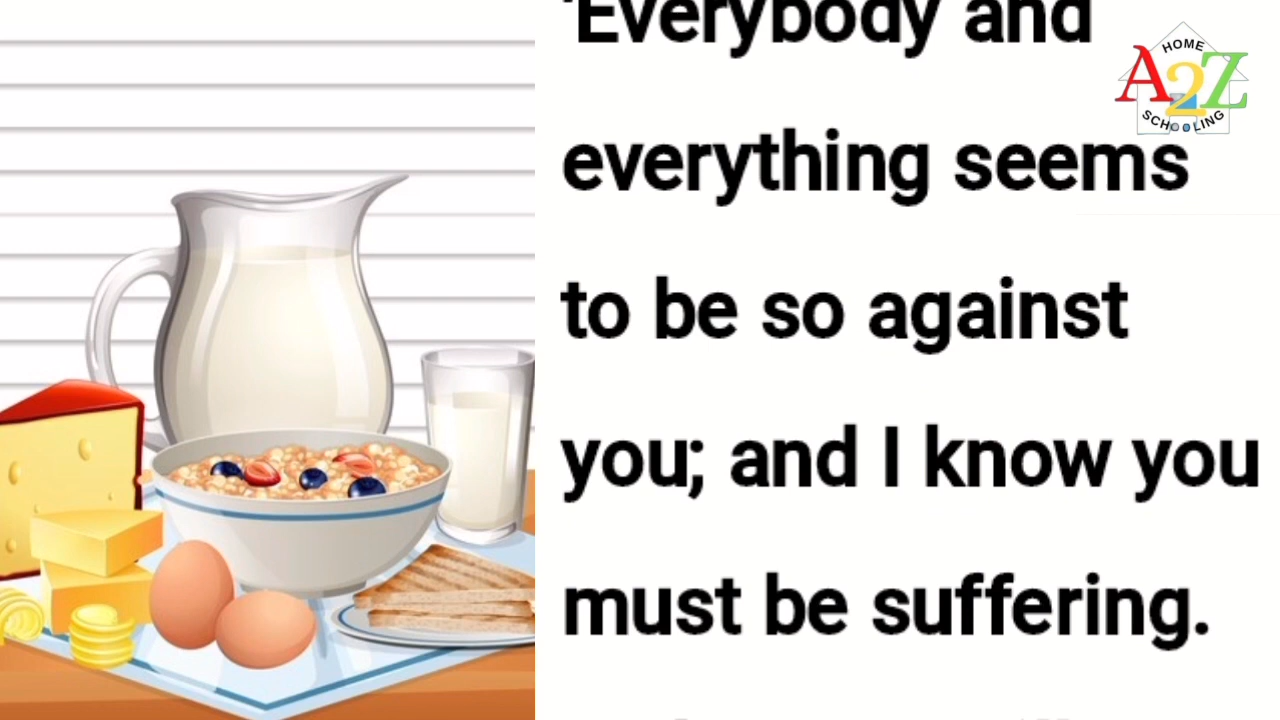 'Everybody and
everything seems
to be so against
you; and I know you
must be suffering.
HOME
A2Z
SCHOOLING